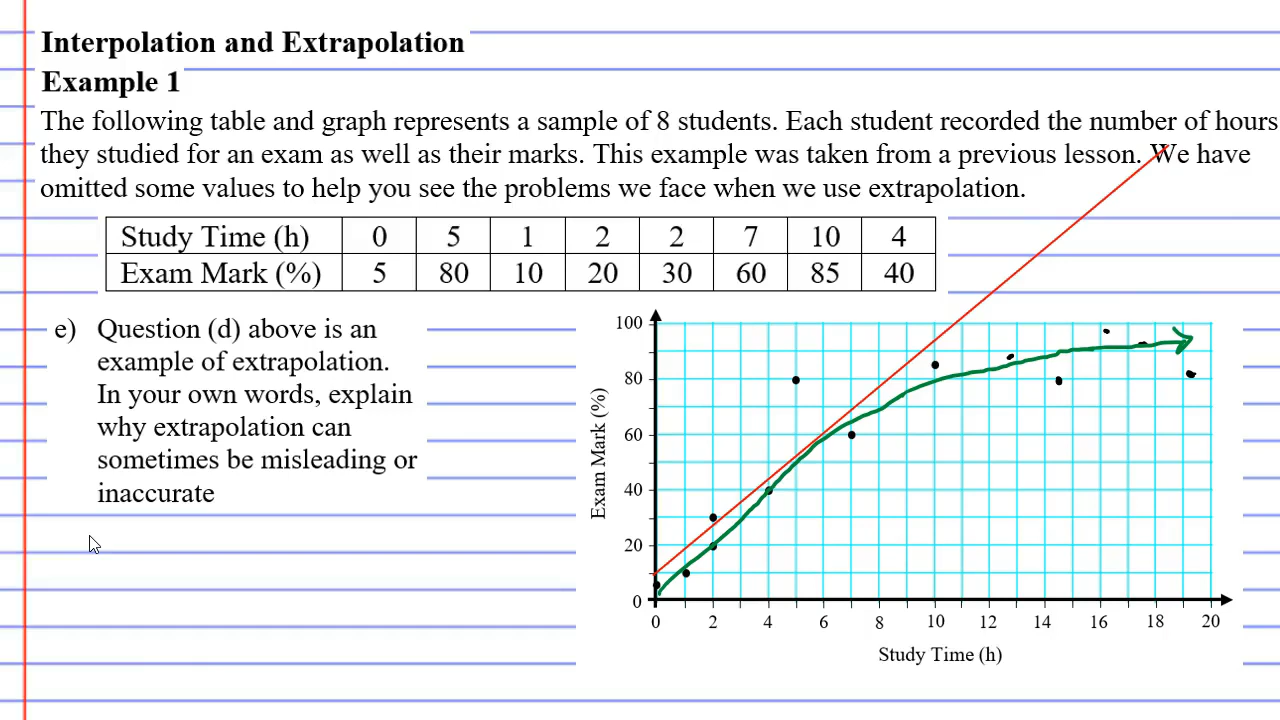 Interpolation and Extrapolation
Example 1
The following table and graph represents a sample of 8 students. Each student recorded the number of hours
they studied for an exam as well as their marks. This example was taken from a previous lesson. We have
omitted some values to help you see the problems we face when we use extrapolation.
Study Time (h) 0 5 1 2 2 7 10 4
Exam Mark (%) 5 80 10 20 30 60 85 40
e) Question (d) above is an
example of extrapolation.
In your own words, explain
why extrapolation can
sometimes be misleading or
inaccurate
Exam Mark (%)
100
80
60
40
20
0
0 2 4 6 8 10 12 14 16 18 20
Study Time (h)